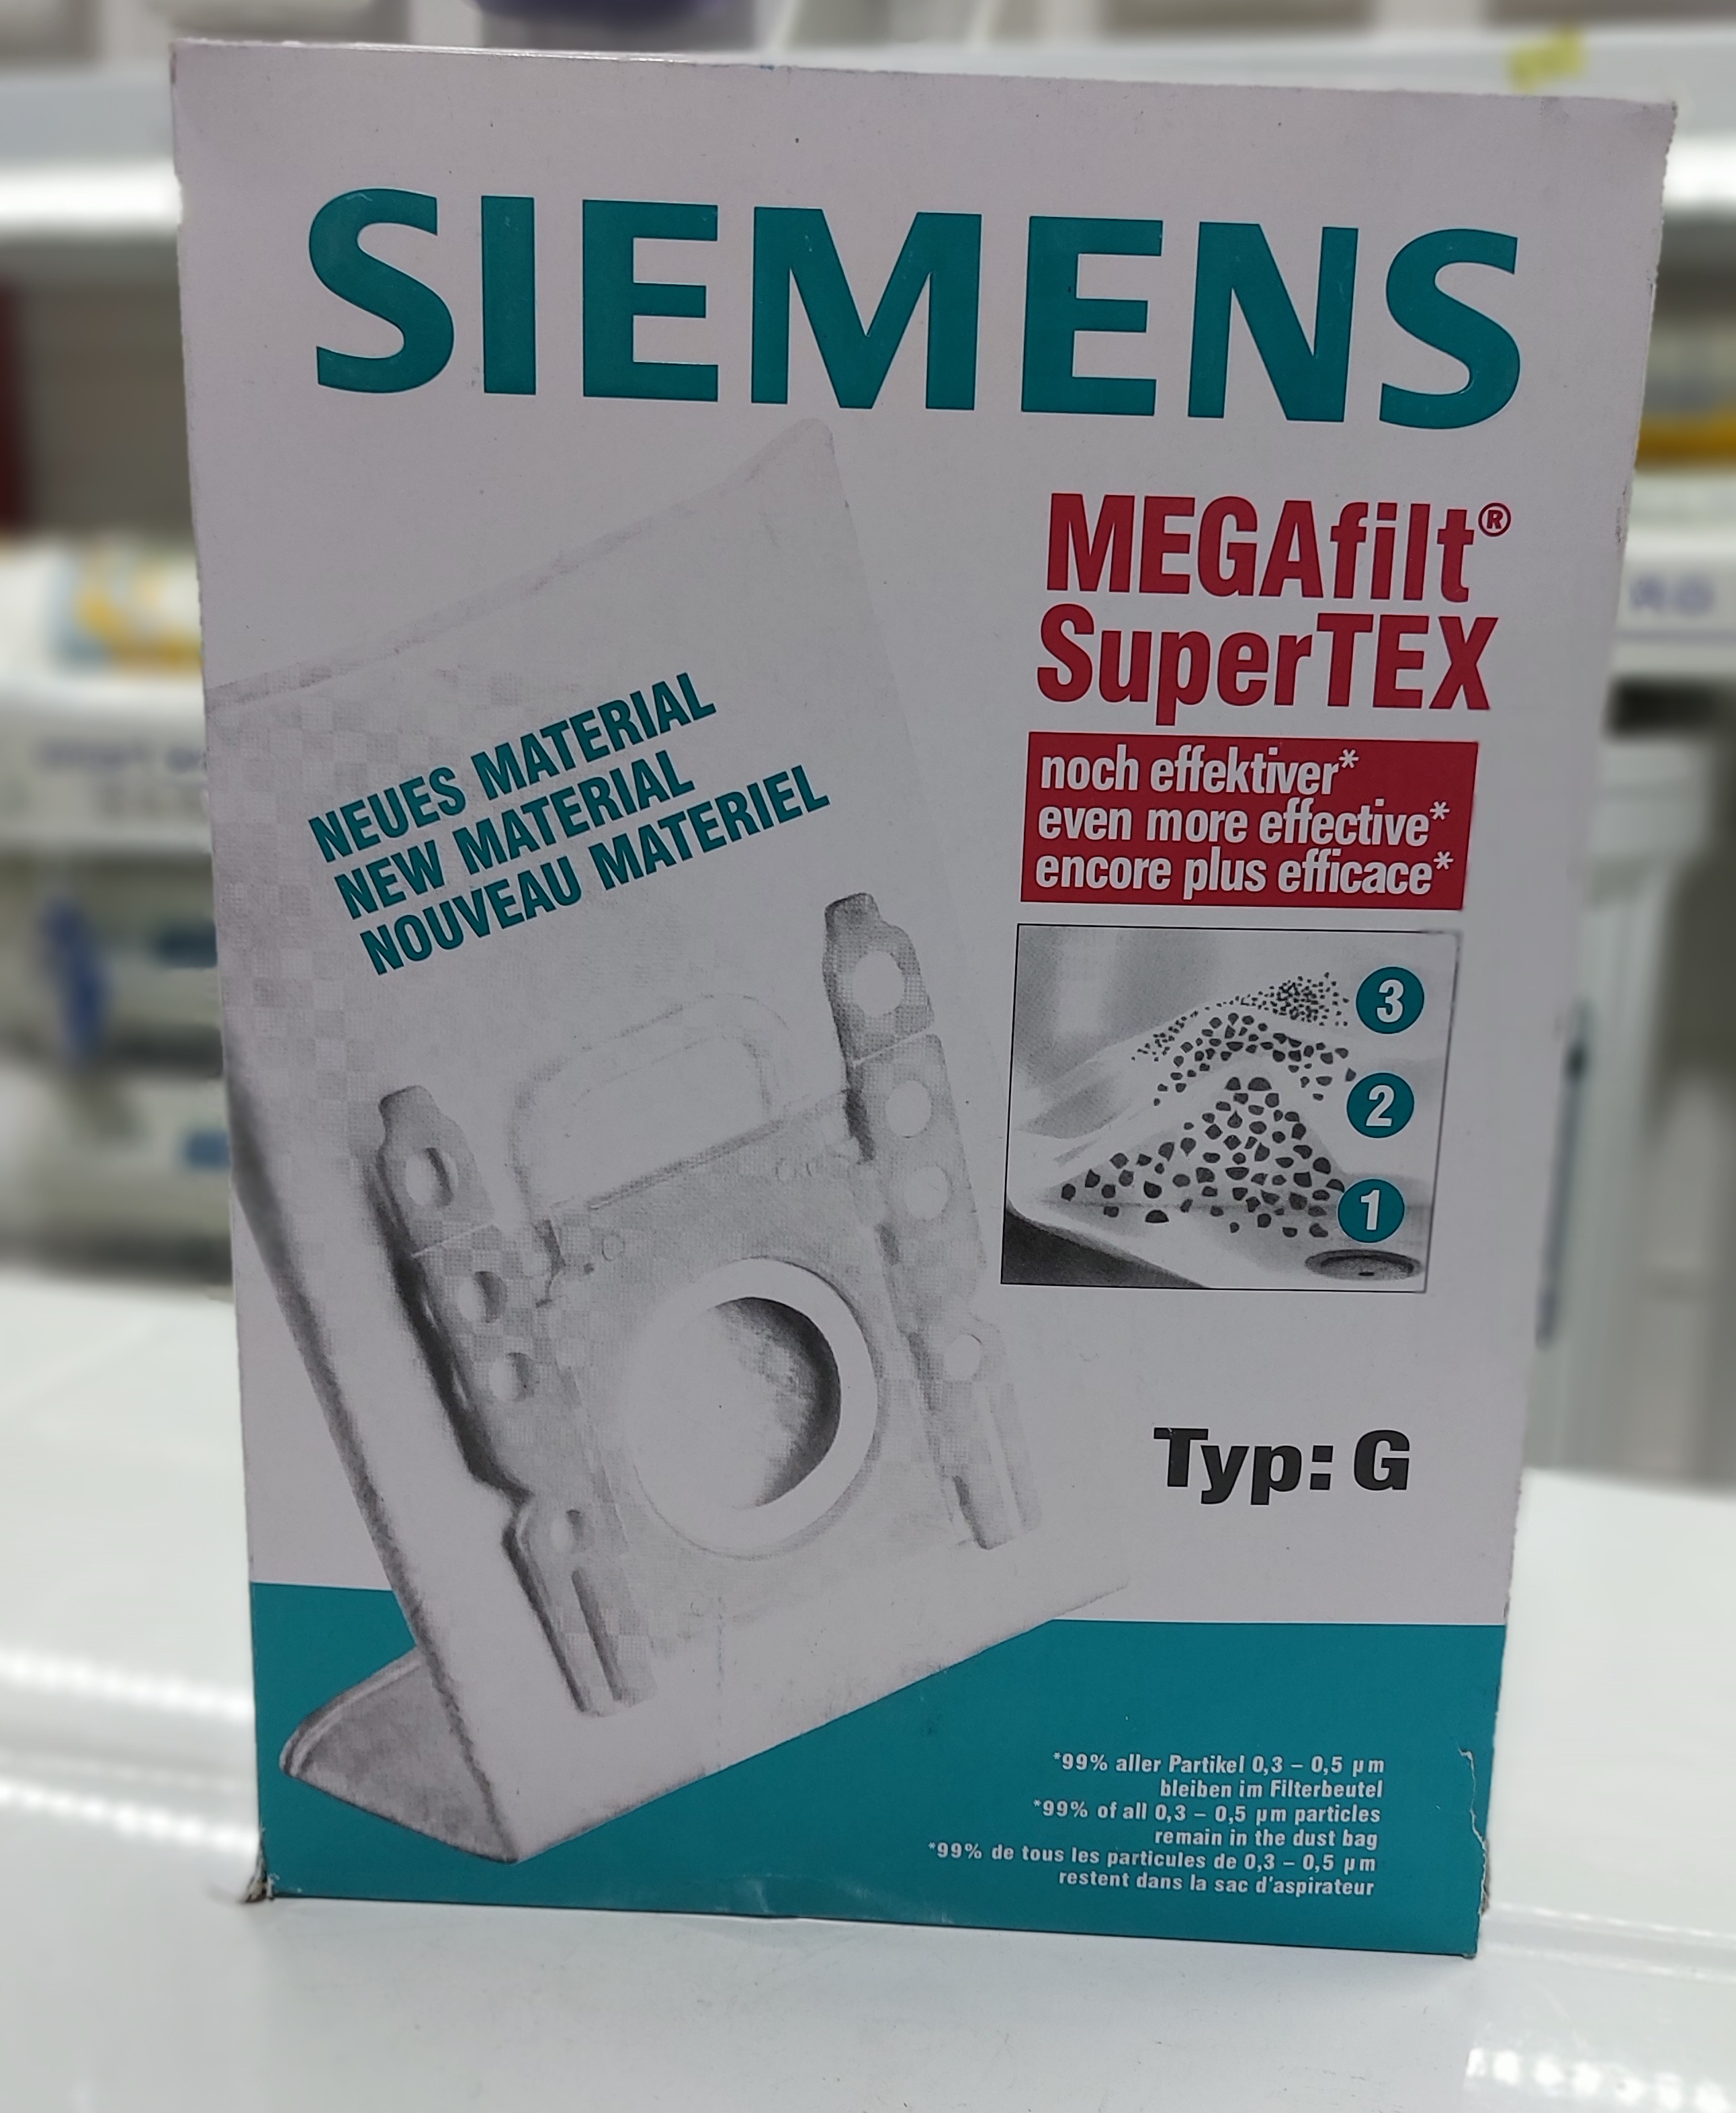 SIEMENS
MEGAfilt®
SuperTEX
noch effektiver*
even more effective*
encore plus efficace*
NEUES MATERIAL
NEW MATERIAL
NOUVEAU MATERIEL
3
2
1
Typ: G
*99% aller Partikel 0,3 – 0,5 µm
bleiben im Filterbeutel
*99% of all 0,3 – 0,5 µm particles
remain in the dust bag
*99% de tous les particules de 0,3 – 0,5 µm
restent dans la sac d'aspirateur